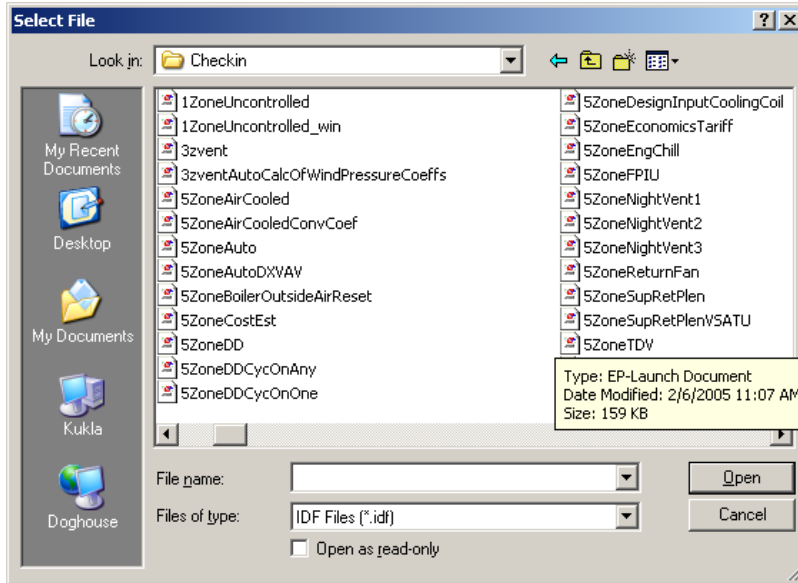 Select File
Look in: Checkin
My Recent
Documents
Desktop
My Documents
Kukla
Doghouse
1ZoneUncontrolled
1ZoneUncontrolled_win
3zvent
3zventAutoCalcOfWindPressureCoeffs
5ZoneAirCooled
5ZoneAirCooledConvCoef
5ZoneAuto
5ZoneAutoDXVAV
5ZoneBoilerOutsideAirReset
5ZoneCostEst
5ZoneDD
5ZoneDDCycOnAny
5ZoneDDCycOnOne
5ZoneDesignInputCoolingCoil
5ZoneEconomicsTariff
5ZoneEngChill
5ZoneFPIU
5ZoneNightVent1
5ZoneNightVent2
5ZoneNightVent3
5ZoneReturnFan
5ZoneSupRetPlen
5ZoneSupRetPlenVSATU
5ZoneTDV
Type: EP-Launch Document
Date Modified: 2/6/2005 11:07 AM
Size: 159 KB
File name:
Open
Files of type: IDF Files (*.idf)
Cancel
Open as read-only